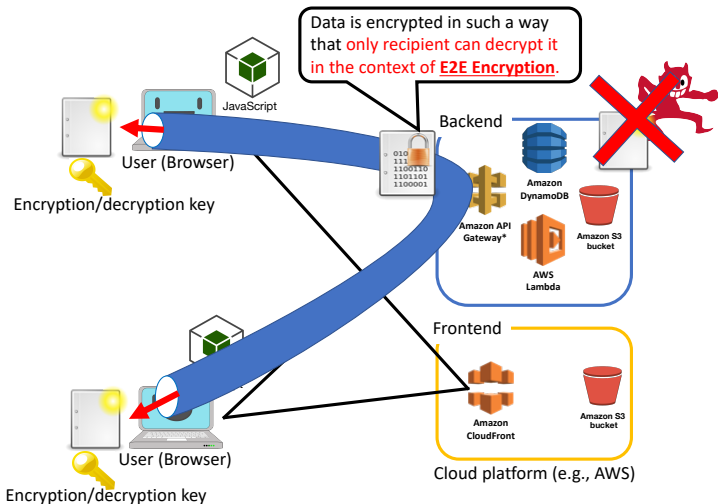 Data is encrypted in such a way
that only recipient can decrypt it
in the context of E2E Encryption.
JavaScript
User (Browser)
Encryption/decryption key
010
111
1100110
1101101
1100001
Backend
Amazon
DynamoDB
Amazon API
Gateway*
Amazon S3
bucket
AWS
Lambda
Frontend
Amazon
CloudFront
Amazon S3
bucket
User (Browser)
Cloud platform (e.g., AWS)
Encryption/decryption key